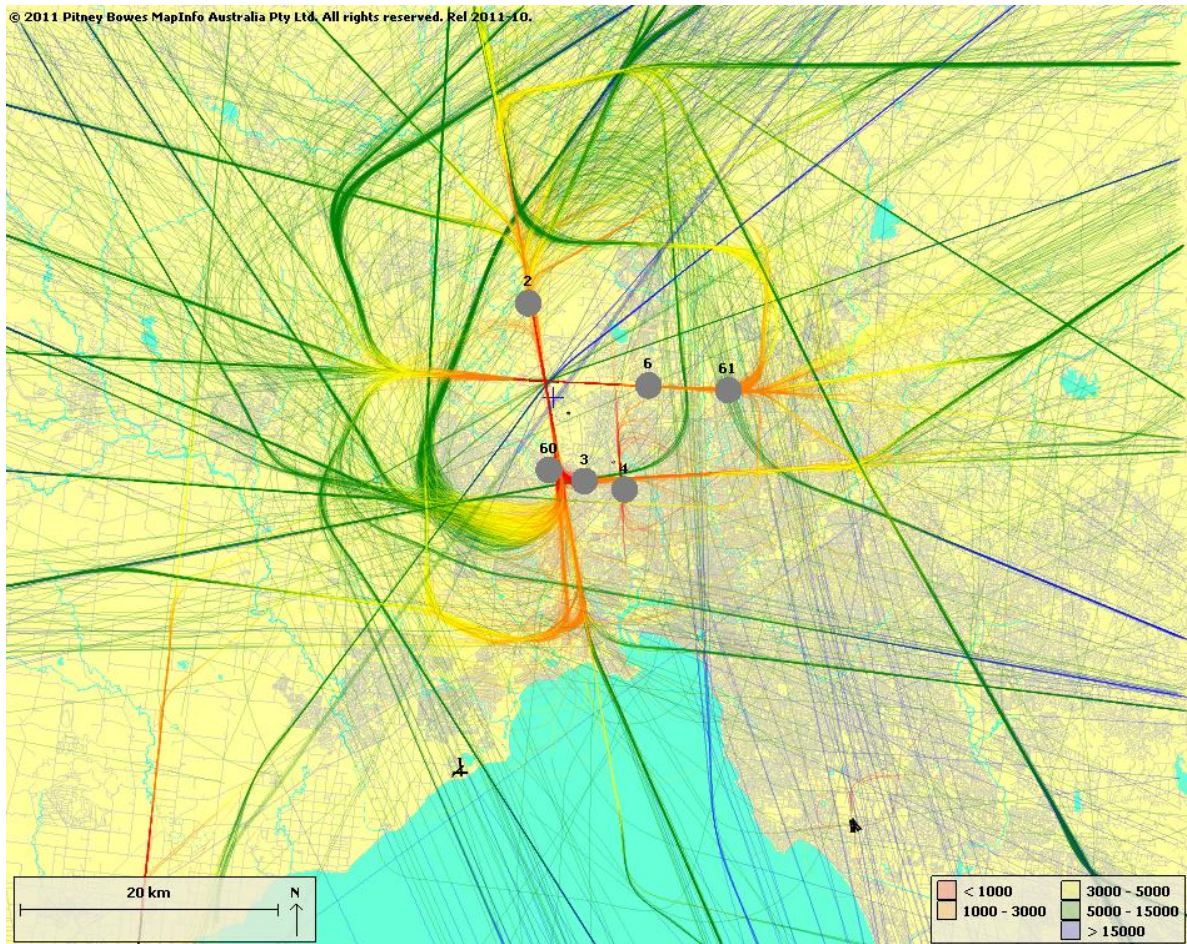 © 2011 Pitney Bowes MapInfo Australia Pty Ltd. All rights reserved. Rel 2011-10.
2
6
61
60
3
4
20 km
N
< 1000
3000 - 5000
1000 - 3000
5000 - 15000
> 15000